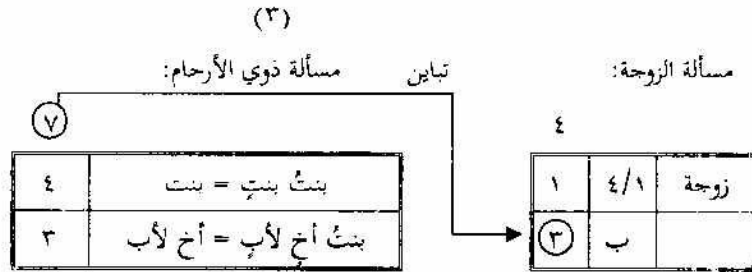 (٣)
مسألة الزوجة: تباين مسألة ذوي الأرحام:
٤ ٧
زوجة ٤/١ ١ بنتُ بنتٍ = بنت ٤
ب ٣ بنتُ أخٍ لأبٍ = أخ لأب ٣